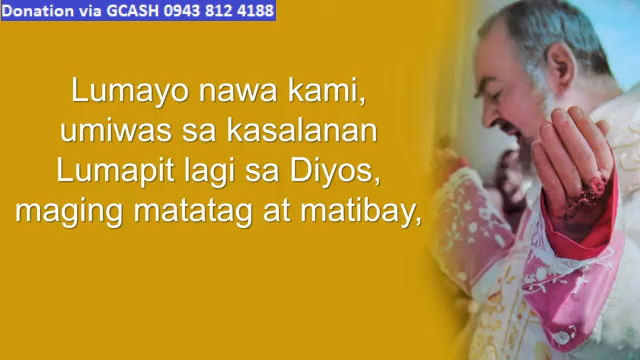 Donation via GCASH 0943 812 4188
Lumayo nawa kami,
umiwas sa kasalanan
Lumapit lagi sa Diyos,
maging matatag at matibay,